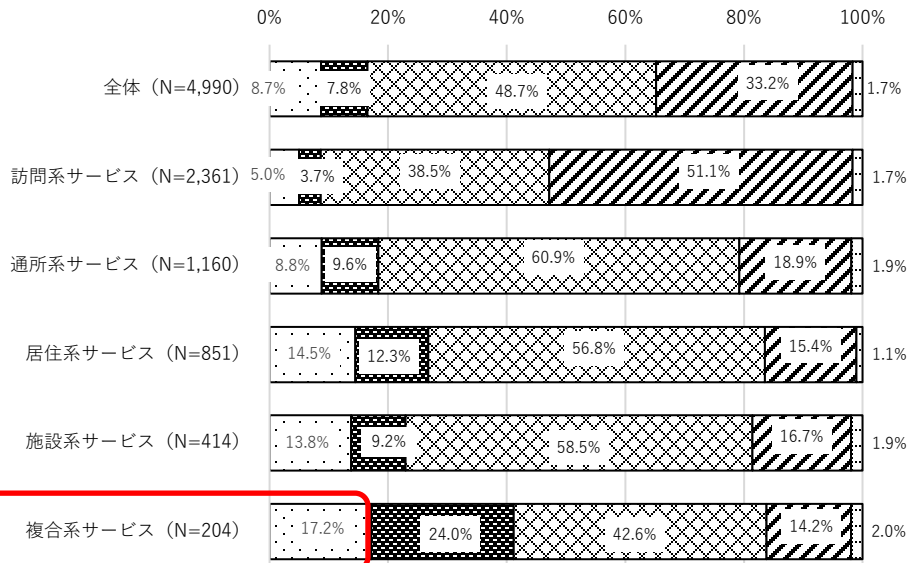 0% 20% 40% 60% 80% 100%
全体（N=4,990） 8.7% 7.8% 48.7% 33.2% 1.7%
訪問系サービス（N=2,361） 5.0% 3.7% 38.5% 51.1% 1.7%
通所系サービス（N=1,160） 8.8% 9.6% 60.9% 18.9% 1.9%
居住系サービス（N=851） 14.5% 12.3% 56.8% 15.4% 1.1%
施設系サービス（N=414） 13.8% 9.2% 58.5% 16.7% 1.9%
複合系サービス（N=204） 17.2% 24.0% 42.6% 14.2% 2.0%